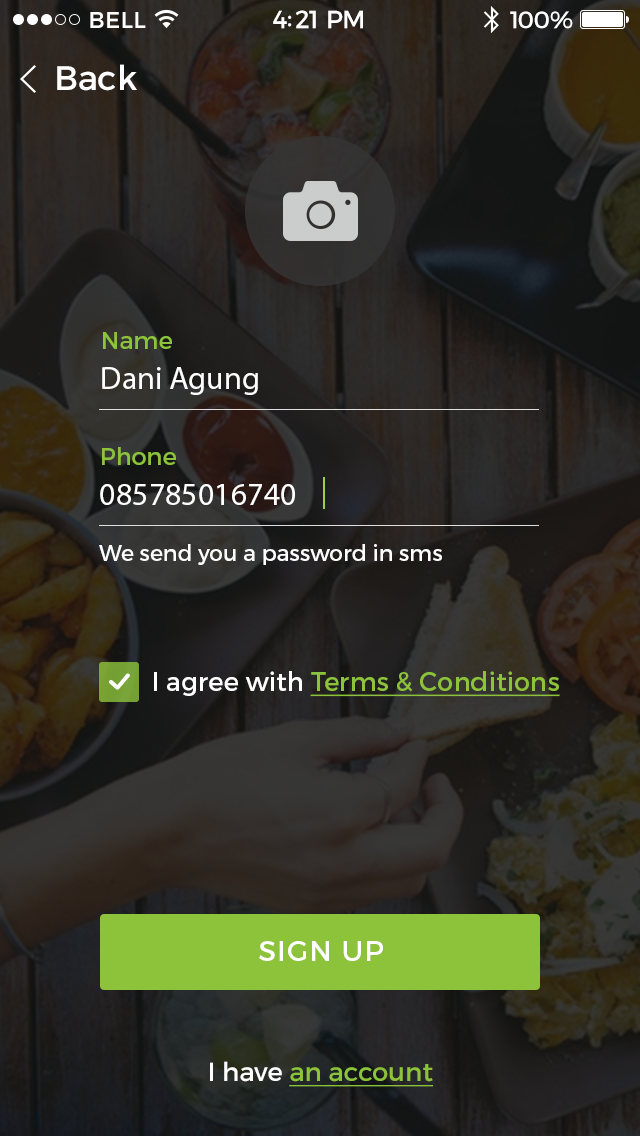 BELL 4:21 PM 100%
Back
Name
Dani Agung
Phone
085785016740
We send you a password in sms
I agree with Terms & Conditions
SIGN UP
I have an account